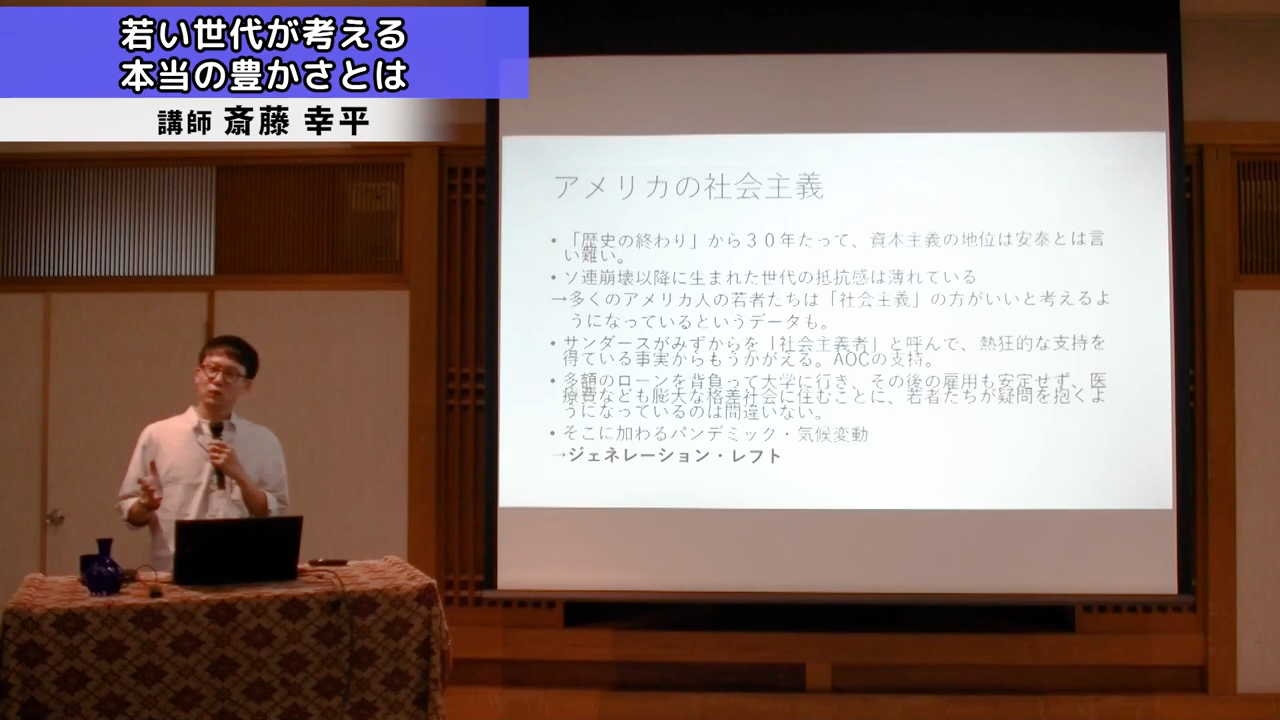 若い世代が考える
本当の豊かさとは
講師 斎藤 幸平
アメリカの社会主義
• 「歴史の終わり」から３０年たって、資本主義の地位は安泰とは言
い難い。
• ソ連崩壊以降に生まれた世代の抵抗感は薄れている
→多くのアメリカ人の若者たちは「社会主義」の方がいいと考えるよ
うになっているというデータも。
• サンダースがみずからを「社会主義者」と呼んで、熱狂的な支持を
得ている事実からもうかがえる。AOCの支持。
• 多額のローンを背負って大学に行き、その後の雇用も安定せず、医
療費なども膨大な格差社会に住むことに、若者たちが疑問を抱くよ
うになっているのは間違いない。
• そこに加わるパンデミック・気候変動
→ジェネレーション・レフト